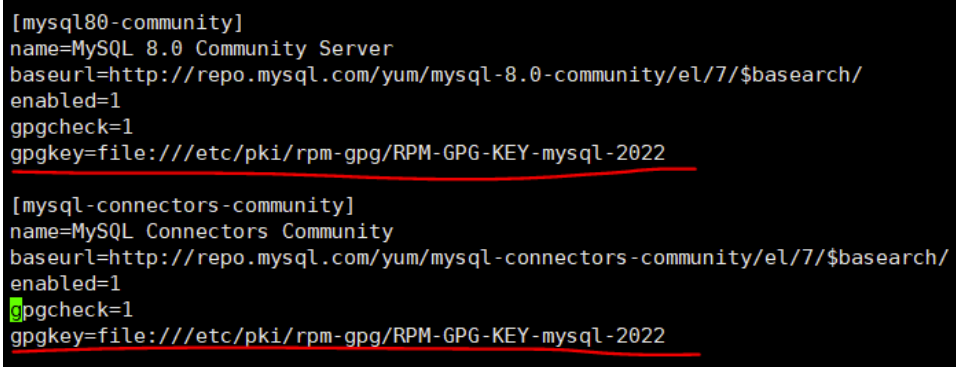 [mysql80-community]
name=MySQL 8.0 Community Server
baseurl=http://repo.mysql.com/yum/mysql-8.0-community/el/7/$basearch/
enabled=1
gpgcheck=1
gpgkey=file:///etc/pki/rpm-gpg/RPM-GPG-KEY-mysql-2022
[mysql-connectors-community]
name=MySQL Connectors Community
baseurl=http://repo.mysql.com/yum/mysql-connectors-community/el/7/$basearch/
enabled=1
gpgcheck=1
gpgkey=file:///etc/pki/rpm-gpg/RPM-GPG-KEY-mysql-2022